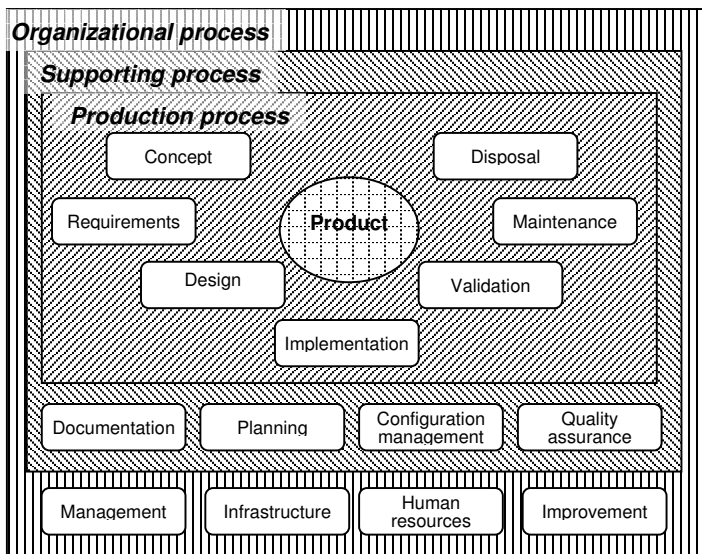 Organizational process
Supporting process
Production process
Concept
Disposal
Requirements
Product
Maintenance
Design
Validation
Implementation
Documentation
Planning
Configuration
management
Quality
assurance
Management
Infrastructure
Human
resources
Improvement